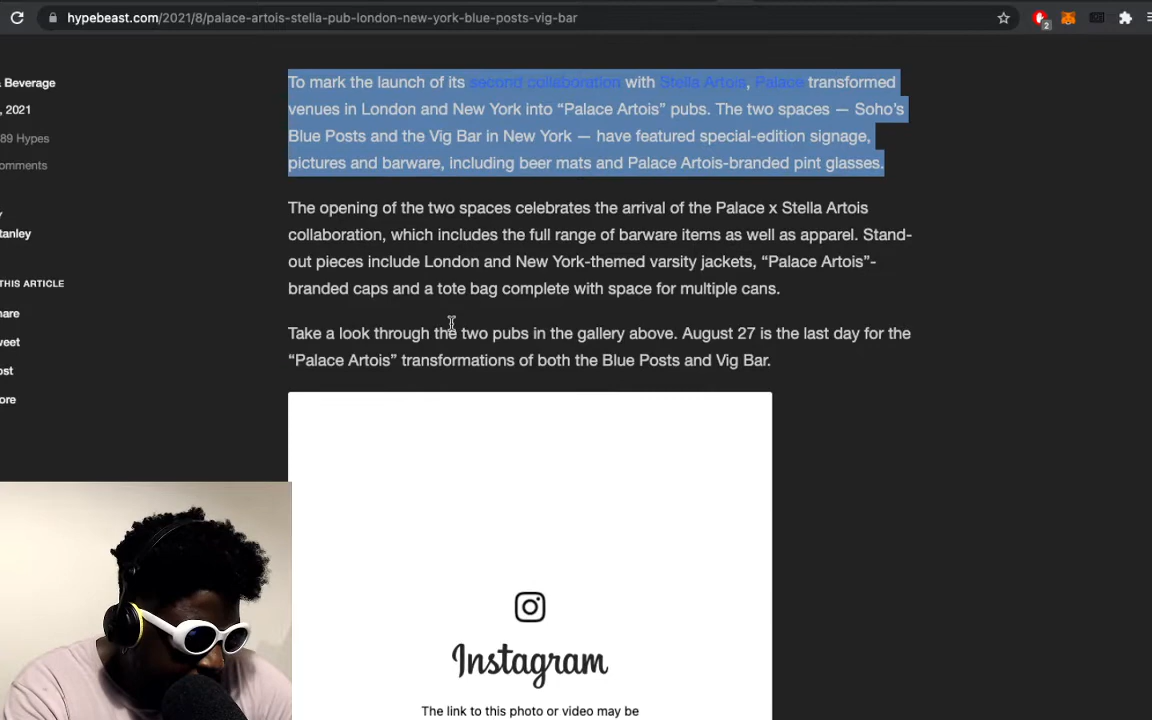 hypebeast.com/2021/8/palace-artois-stella-pub-london-new-york-blue-posts-vig-bar
2
& Beverage
, 2021
89 Hypes
omments
Y
tanley
THIS ARTICLE
hare
weet
ost
ore
To mark the launch of its second collaboration with Stella Artois, Palace transformed
venues in London and New York into “Palace Artois” pubs. The two spaces — Soho’s
Blue Posts and the Vig Bar in New York — have featured special-edition signage,
pictures and barware, including beer mats and Palace Artois-branded pint glasses.
The opening of the two spaces celebrates the arrival of the Palace x Stella Artois
collaboration, which includes the full range of barware items as well as apparel. Stand-
out pieces include London and New York-themed varsity jackets, “Palace Artois”-
branded caps and a tote bag complete with space for multiple cans.
Take a look through the two pubs in the gallery above. August 27 is the last day for the
“Palace Artois” transformations of both the Blue Posts and Vig Bar.
Instagram
The link to this photo or video may be